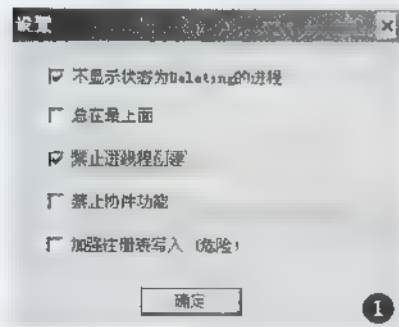 设置
不显示状态为Deleting的进程
总在最上面
禁止进线程创建
禁止协件功能
加强注册表写入（危险）
确定
1